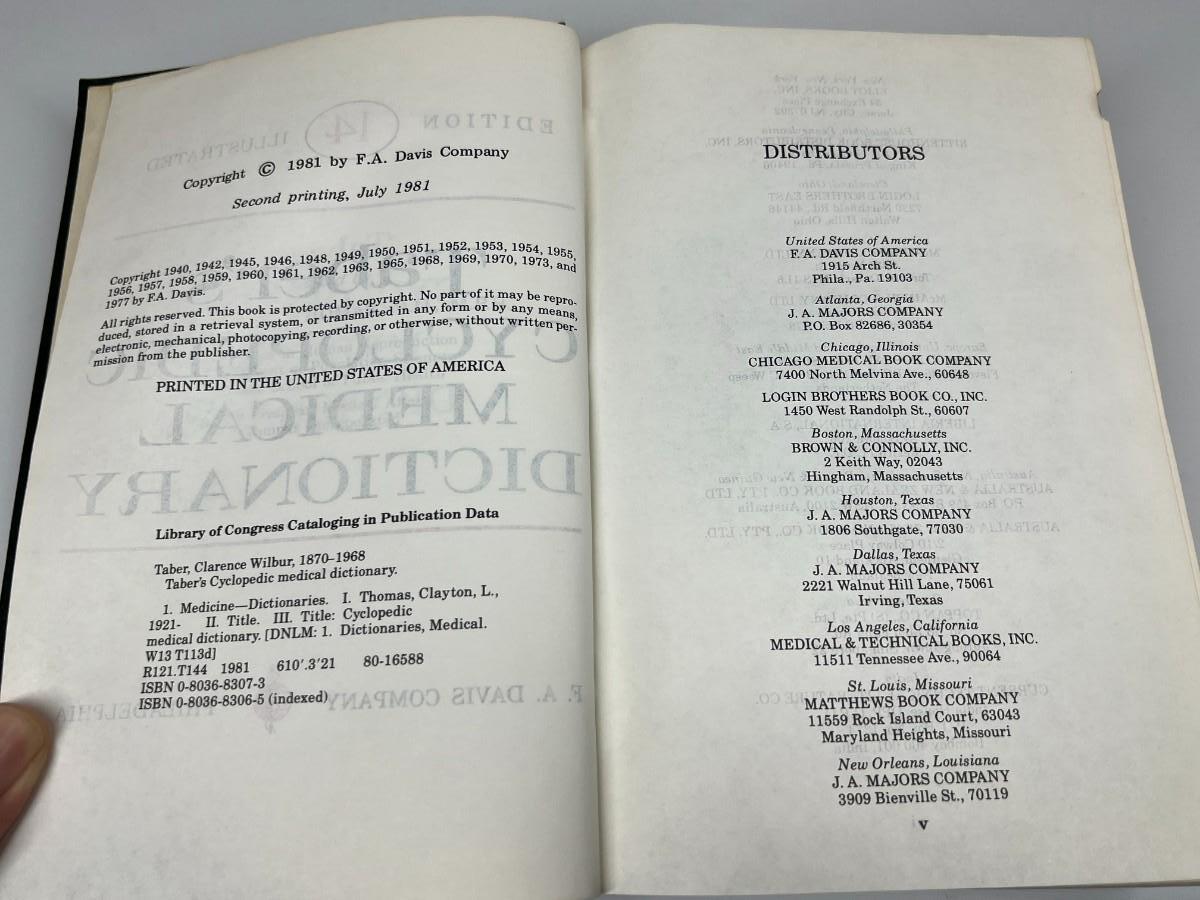 Copyright © 1981 by F.A. Davis Company
Second printing, July 1981
Copyright 1940, 1942, 1945, 1946, 1948, 1949, 1950, 1951, 1952, 1953, 1954, 1955,
1956, 1957, 1958, 1959, 1960, 1961, 1962, 1963, 1965, 1968, 1969, 1970, 1973, and
1977 by F.A. Davis.
All rights reserved. This book is protected by copyright. No part of it may be repro-
duced, stored in a retrieval system, or transmitted in any form or by any means,
electronic, mechanical, photocopying, recording, or otherwise, without written per-
mission from the publisher.
PRINTED IN THE UNITED STATES OF AMERICA
Library of Congress Cataloging in Publication Data
Taber, Clarence Wilbur, 1870–1968
Taber's Cyclopedic medical dictionary.
1. Medicine—Dictionaries. I. Thomas, Clayton, L.,
1921- II. Title. III. Title: Cyclopedic
medical dictionary. [DNLM: 1. Dictionaries, Medical.
W13 T113d]
R121.T144 1981 610'.3'21 80-16588
ISBN 0-8036-8307-3
ISBN 0-8036-8306-5 (indexed)
DISTRIBUTORS
United States of America
F. A. DAVIS COMPANY
1915 Arch St.
Phila., Pa. 19103
Atlanta, Georgia
J. A. MAJORS COMPANY
P.O. Box 82686, 30354
Chicago, Illinois
CHICAGO MEDICAL BOOK COMPANY
7400 North Melvina Ave., 60648
LOGIN BROTHERS BOOK CO., INC.
1450 West Randolph St., 60607
Boston, Massachusetts
BROWN & CONNOLLY, INC.
2 Keith Way, 02043
Hingham, Massachusetts
Houston, Texas
J. A. MAJORS COMPANY
1806 Southgate, 77030
Dallas, Texas
J. A. MAJORS COMPANY
2221 Walnut Hill Lane, 75061
Irving, Texas
Los Angeles, California
MEDICAL & TECHNICAL BOOKS, INC.
11511 Tennessee Ave., 90064
St. Louis, Missouri
MATTHEWS BOOK COMPANY
11559 Rock Island Court, 63043
Maryland Heights, Missouri
New Orleans, Louisiana
J. A. MAJORS COMPANY
3909 Bienville St., 70119
v